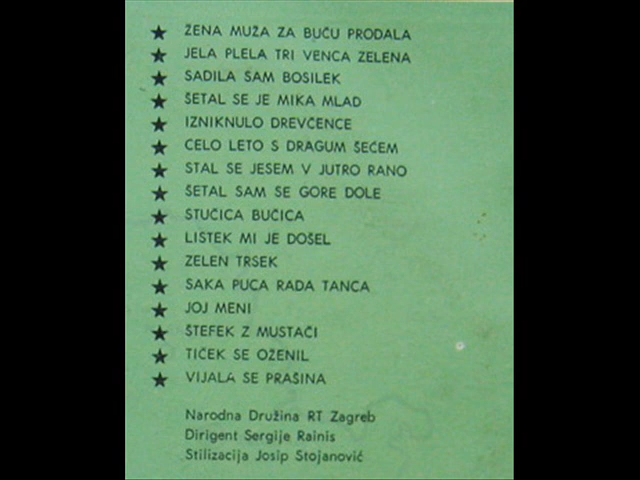 ★ ŽENA MUŽA ZA BUČU PRODALA
★ JELA PLELA TRI VENCA ZELENA
★ SADILA SAM BOSILEK
★ ŠETAL SE JE MIKA MLAD
★ IZNIKNULO DREVČENCE
★ CELO LETO S DRAGUM ŠEČEM
★ STAL SE JESEM V JUTRO RANO
★ ŠETAL SAM SE GORE DOLE
★ STUČICA BUČICA
★ LISTEK MI JE DOŠEL
★ ZELEN TRSEK
★ SAKA PUCA RADA TANCA
★ JOJ MENI
★ ŠTEFEK Z MUSTAČI
★ TIČEK SE OŽENIL
★ VIJALA SE PRAŠINA
Narodna Družina RT Zagreb
Dirigent Sergije Rainis
Stilizacija Josip Stojanović